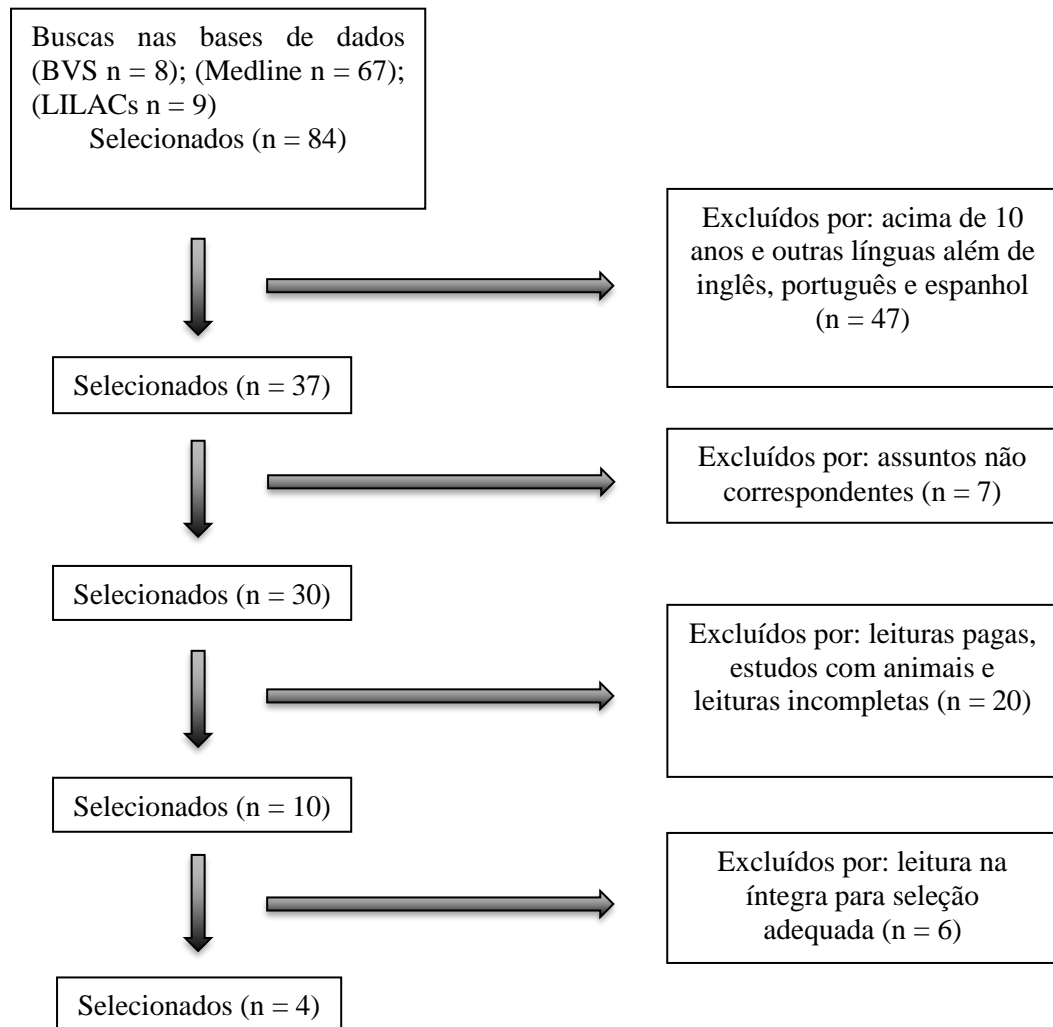 Buscas nas bases de dados
(BVS n = 8); (Medline n = 67);
(LILACs n = 9)
Selecionados (n = 84)
Excluídos por: acima de 10
anos e outras línguas além de
inglês, português e espanhol
(n = 47)
Selecionados (n = 37)
Excluídos por: assuntos não
correspondentes (n = 7)
Selecionados (n = 30)
Excluídos por: leituras pagas,
estudos com animais e
leituras incompletas (n = 20)
Selecionados (n = 10)
Excluídos por: leitura na
íntegra para seleção
adequada (n = 6)
Selecionados (n = 4)